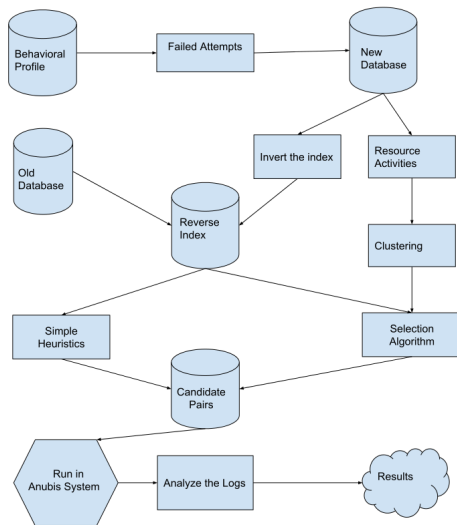 Behavioral
Profile
Failed Attempts
New
Database
Invert the index
Resource
Activities
Old
Database
Reverse
Index
Clustering
Simple
Heuristics
Selection
Algorithm
Candidate
Pairs
Run in
Anubis System
Analyze the Logs
Results